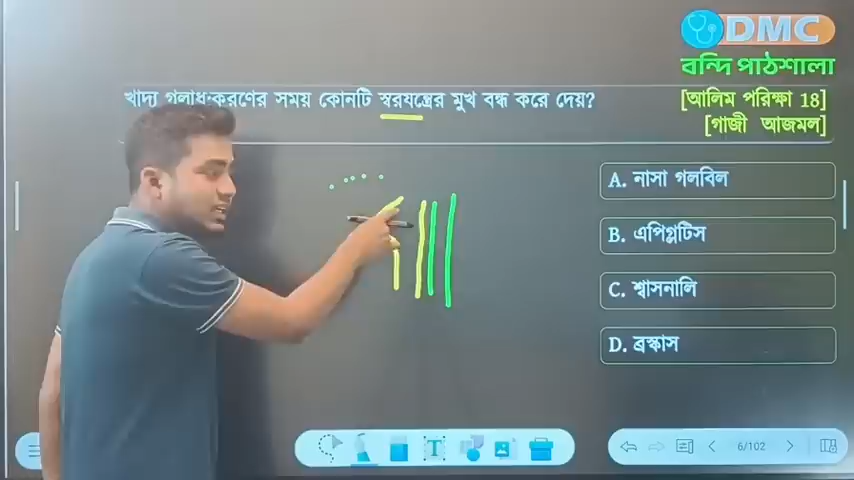 DMC
বন্দি পাঠশালা
খাদ্য গলাধ:করণের সময় কোনটি স্বরযন্ত্রের মুখ বন্ধ করে দেয়?
[আলিম পরিক্ষা 18]
[গাজী আজমল]
A. নাসা গলবিল
B. এপিগ্লটিস
C. শ্বাসনালি
D. ব্রঙ্কাস
T
6/102